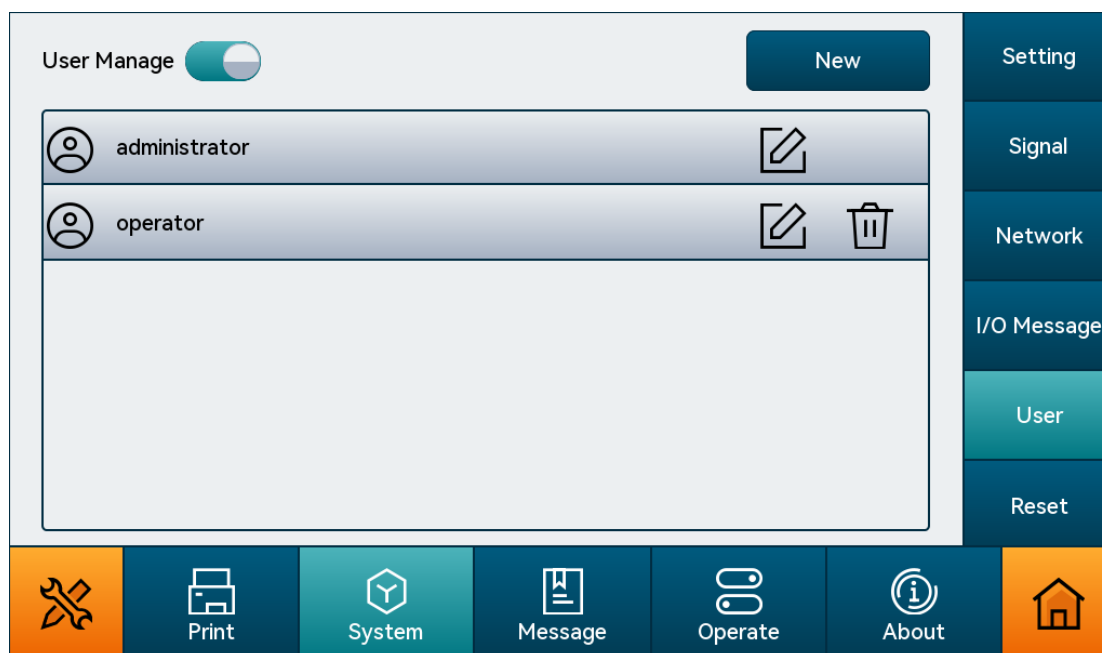 User Manage
New
administrator
operator
Setting
Signal
Network
I/O Message
User
Reset
Print
System
Message
Operate
About